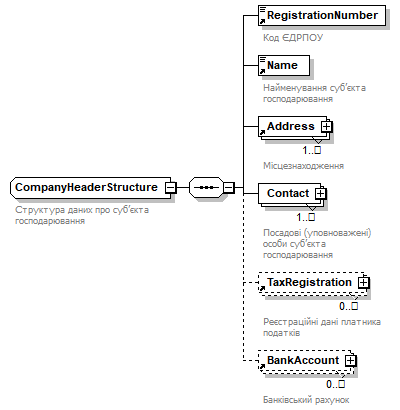 RegistrationNumber
Код ЄДРПОУ
Name
Найменування суб'єкта
господарювання
Address
1..□
Місцезнаходження
CompanyHeaderStructure
Структура даних про суб'єкта
господарювання
Contact
1..□
Посадові (уповноважені)
особи суб'єкта
господарювання
TaxRegistration
0..□
Реєстраційні дані платника
податків
BankAccount
0..□
Банківський рахунок